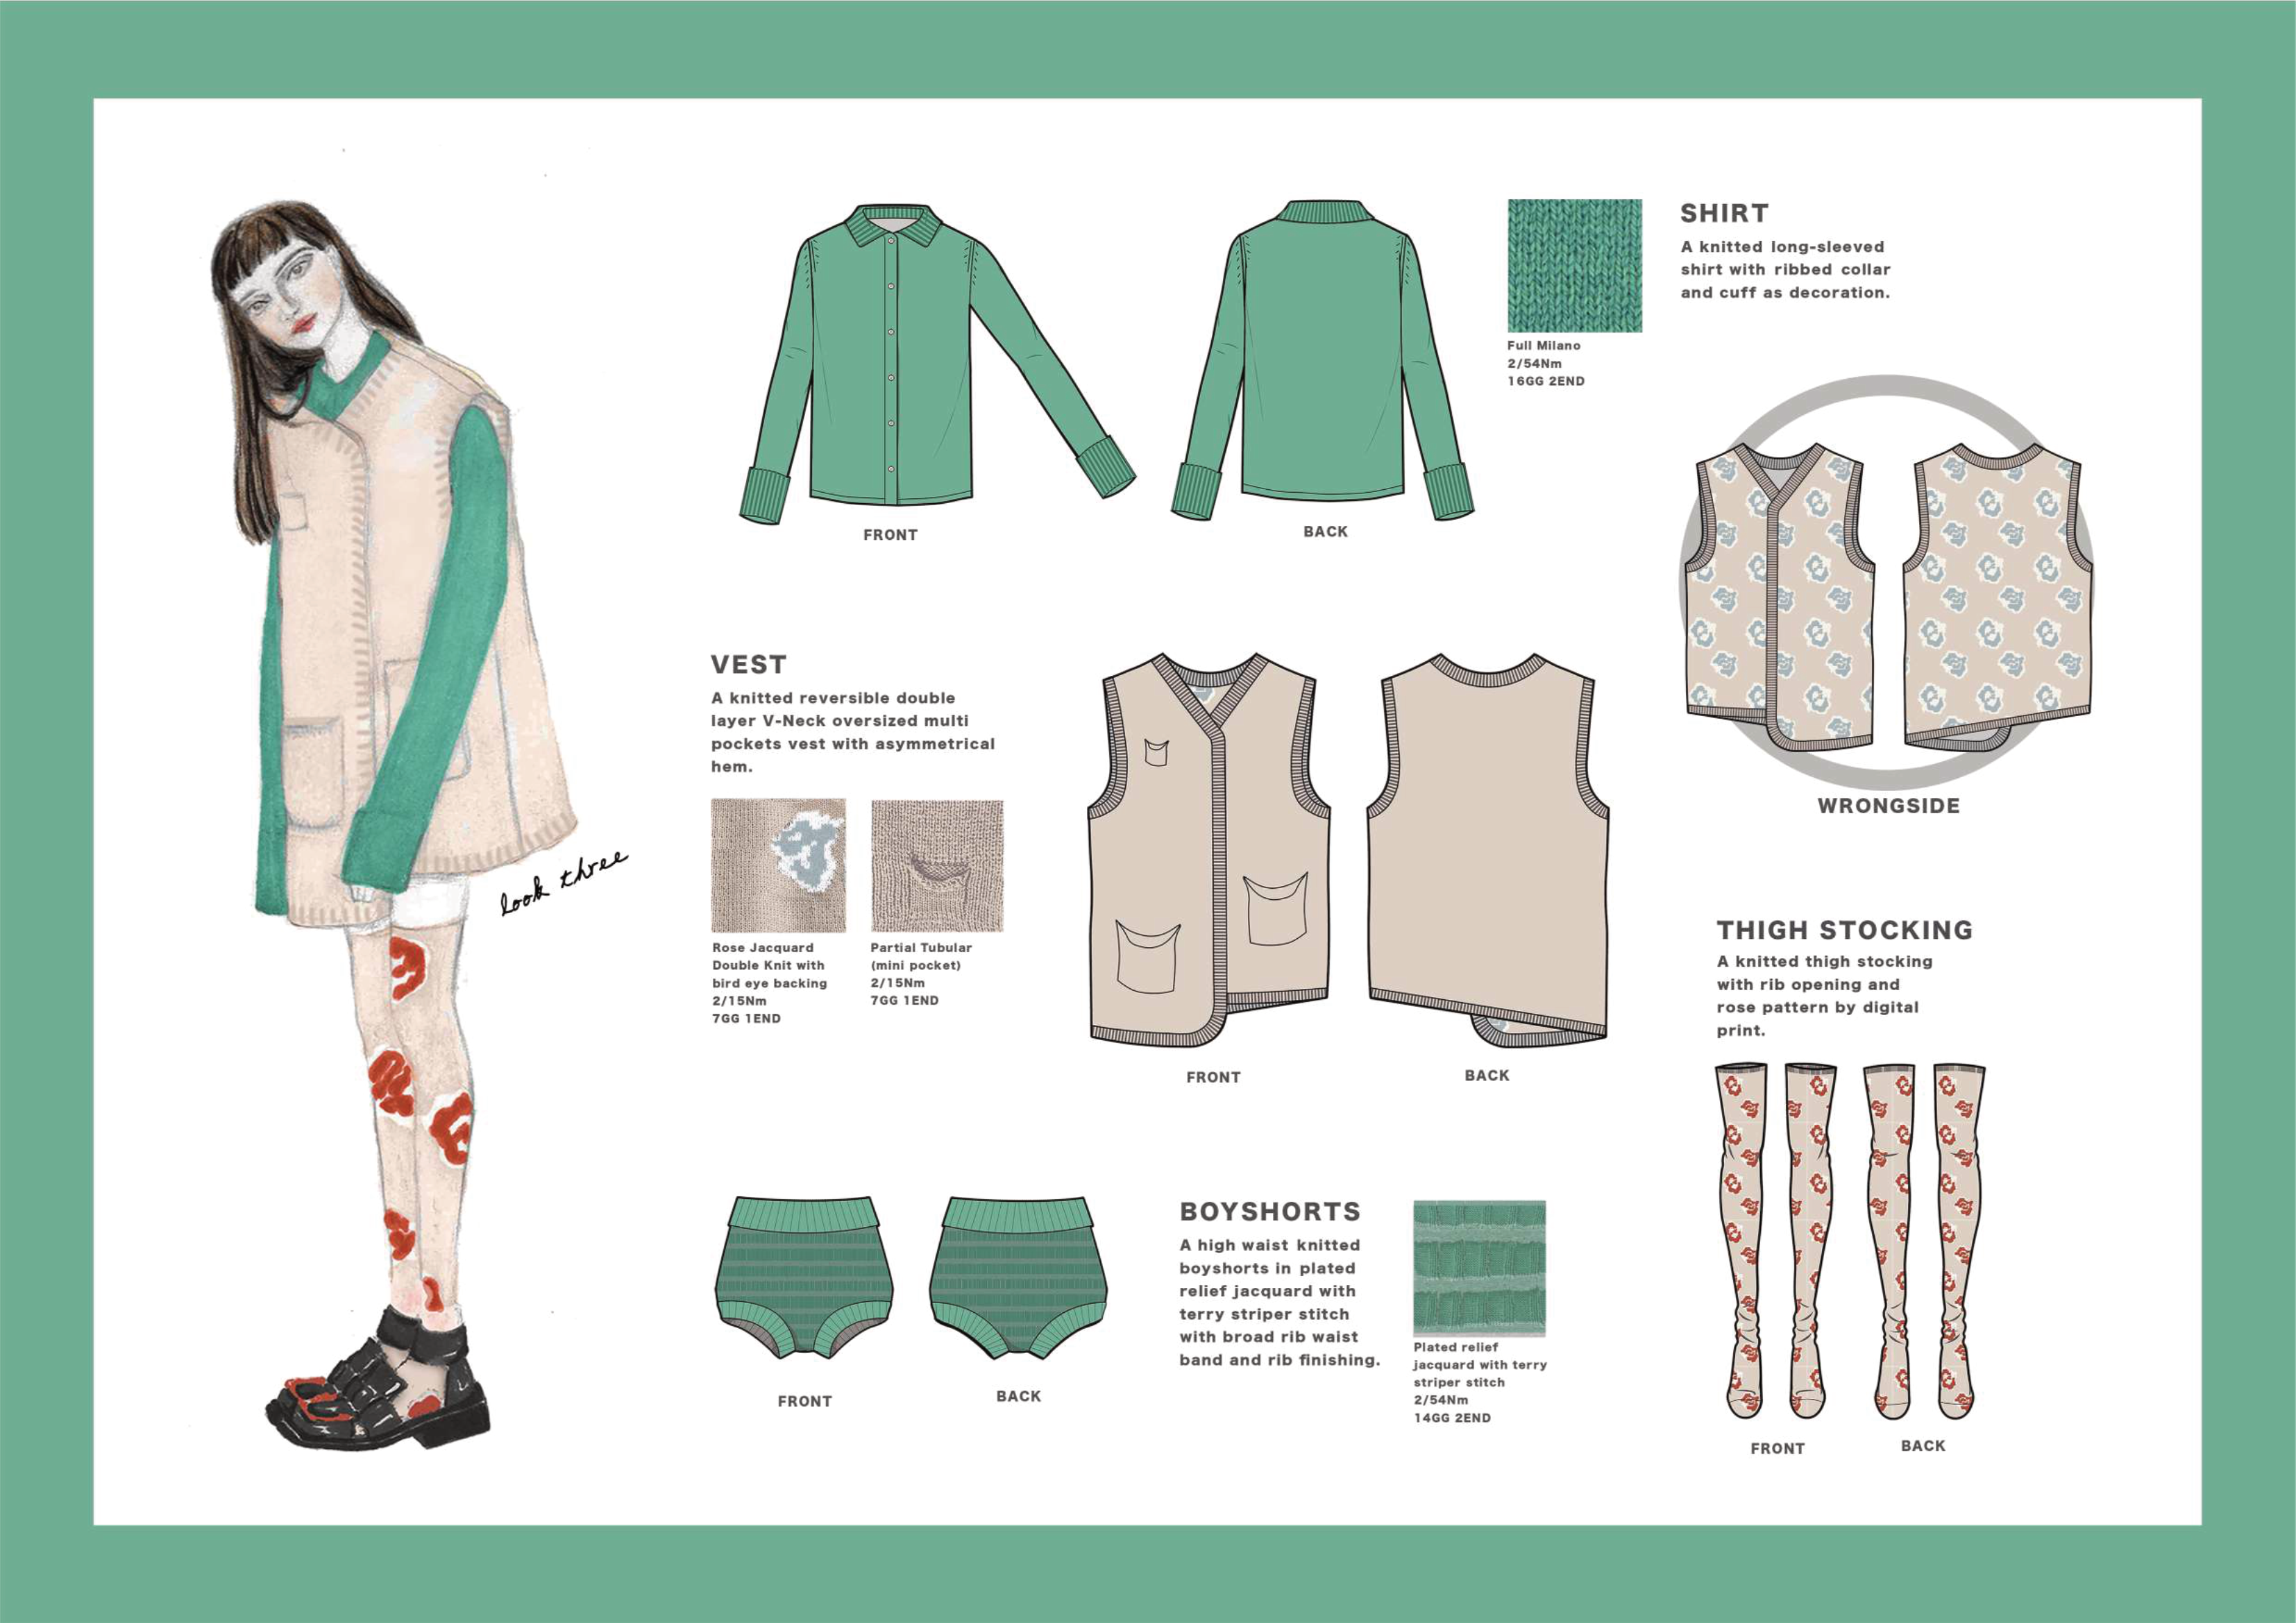 SHIRT
A knitted long-sleeved
shirt with ribbed collar
and cuff as decoration.
Full Milano
2/54Nm
16GG 2END
FRONT
BACK
WRONGSIDE
VEST
A knitted reversible double
layer V-Neck oversized multi
pockets vest with asymmetrical
hem.
Rose Jacquard
Double Knit with
bird eye backing
2/15Nm
7GG 1END
Partial Tubular
(mini pocket)
2/15Nm
7GG 1END
FRONT
BACK
look three
THIGH STOCKING
A knitted thigh stocking
with rib opening and
rose pattern by digital
print.
FRONT
BACK
BOYSHORTS
A high waist knitted
boyshorts in plated
relief jacquard with
terry striper stitch
with broad rib waist
band and rib finishing.
Plated relief
jacquard with terry
striper stitch
2/54Nm
14GG 2END
FRONT
BACK